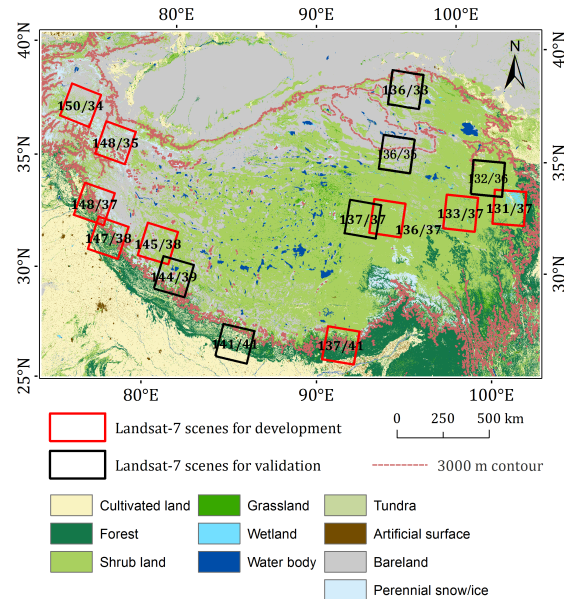 80°E 90°E 100°E
40°N
40°N
N
136/33
150/34
148/35
35°N
136/35
35°N
132/36
148/37
137/37
136/37
133/37
131/37
147/38
145/38
30°N
144/39
30°N
141/41
137/41
25°N
80°E 90°E 100°E
Landsat-7 scenes for development
0 250 500 km
Landsat-7 scenes for validation
3000 m contour
Cultivated land Grassland Tundra
Forest Wetland Artificial surface
Shrub land Water body Bareland
Perennial snow/ice